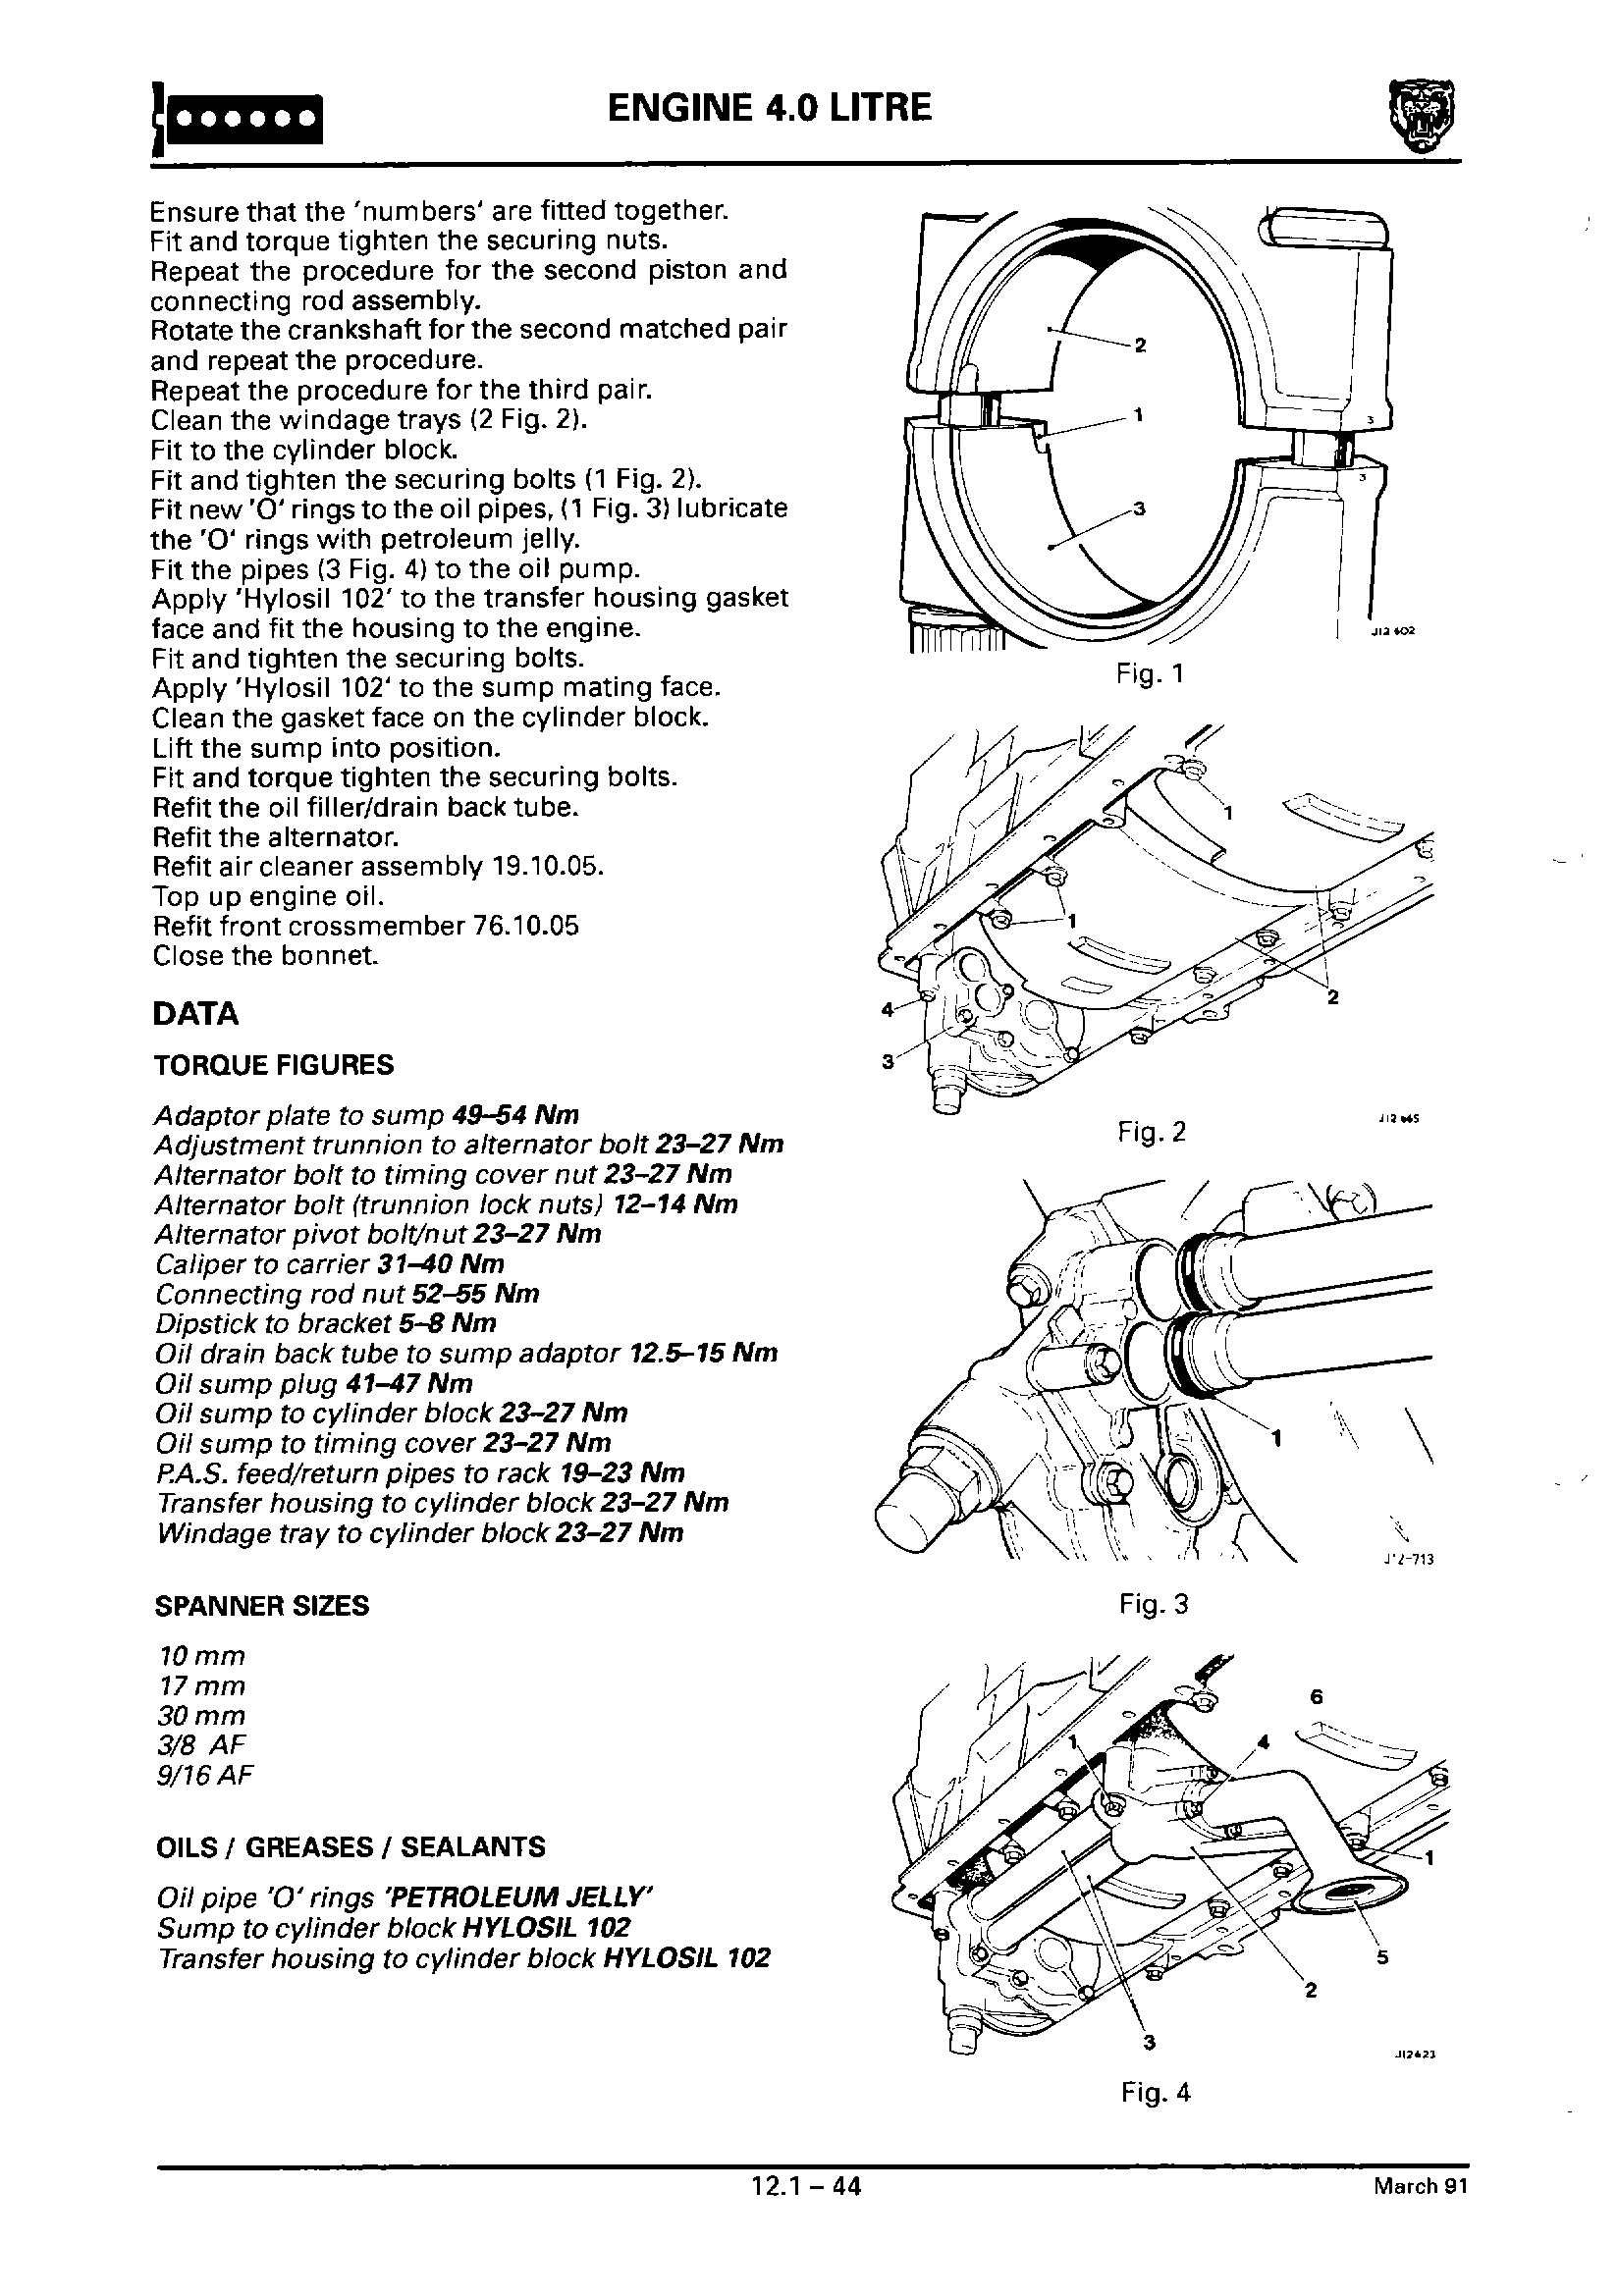 ENGINE 4.0 LITRE
Ensure that the 'numbers' are fitted together.
Fit and torque tighten the securing nuts.
Repeat the procedure for the second piston and
connecting rod assembly.
Rotate the crankshaft for the second matched pair
and repeat the procedure.
Repeat the procedure for the third pair.
Clean the windage trays (2 Fig. 2).
Fit to the cylinder block.
Fit and tighten the securing bolts (1 Fig. 2).
Fit new 'O' rings to the oil pipes, (1 Fig. 3) lubricate
the 'O' rings with petroleum jelly.
Fit the pipes (3 Fig. 4) to the oil pump.
Apply 'Hylosil 102' to the transfer housing gasket
face and fit the housing to the engine.
Fit and tighten the securing bolts.
Apply 'Hylosil 102' to the sump mating face.
Clean the gasket face on the cylinder block.
Lift the sump into position.
Fit and torque tighten the securing bolts.
Refit the oil filler/drain back tube.
Refit the alternator.
Refit air cleaner assembly 19.10.05.
Top up engine oil.
Refit front crossmember 76.10.05
Close the bonnet.
DATA
TORQUE FIGURES
Adaptor plate to sump 49–54 Nm
Adjustment trunnion to alternator bolt 23–27 Nm
Alternator bolt to timing cover nut 23–27 Nm
Alternator bolt (trunnion lock nuts) 12–14 Nm
Alternator pivot bolt/nut 23–27 Nm
Caliper to carrier 31–40 Nm
Connecting rod nut 52–55 Nm
Dipstick to bracket 5–8 Nm
Oil drain back tube to sump adaptor 12.5–15 Nm
Oil sump plug 41–47 Nm
Oil sump to cylinder block 23–27 Nm
Oil sump to timing cover 23–27 Nm
P.A.S. feed/return pipes to rack 19–23 Nm
Transfer housing to cylinder block 23–27 Nm
Windage tray to cylinder block 23–27 Nm
SPANNER SIZES
10 mm
17 mm
30 mm
3/8 AF
9/16 AF
OILS / GREASES / SEALANTS
Oil pipe 'O' rings 'PETROLEUM JELLY'
Sump to cylinder block HYLOSIL 102
Transfer housing to cylinder block HYLOSIL 102
2
1
3
3
3
Fig. 1
1
1
2
4
3
Fig. 2
1
J12-713
Fig. 3
6
1
4
1
5
2
3
Fig. 4
12.1 – 44
March 91